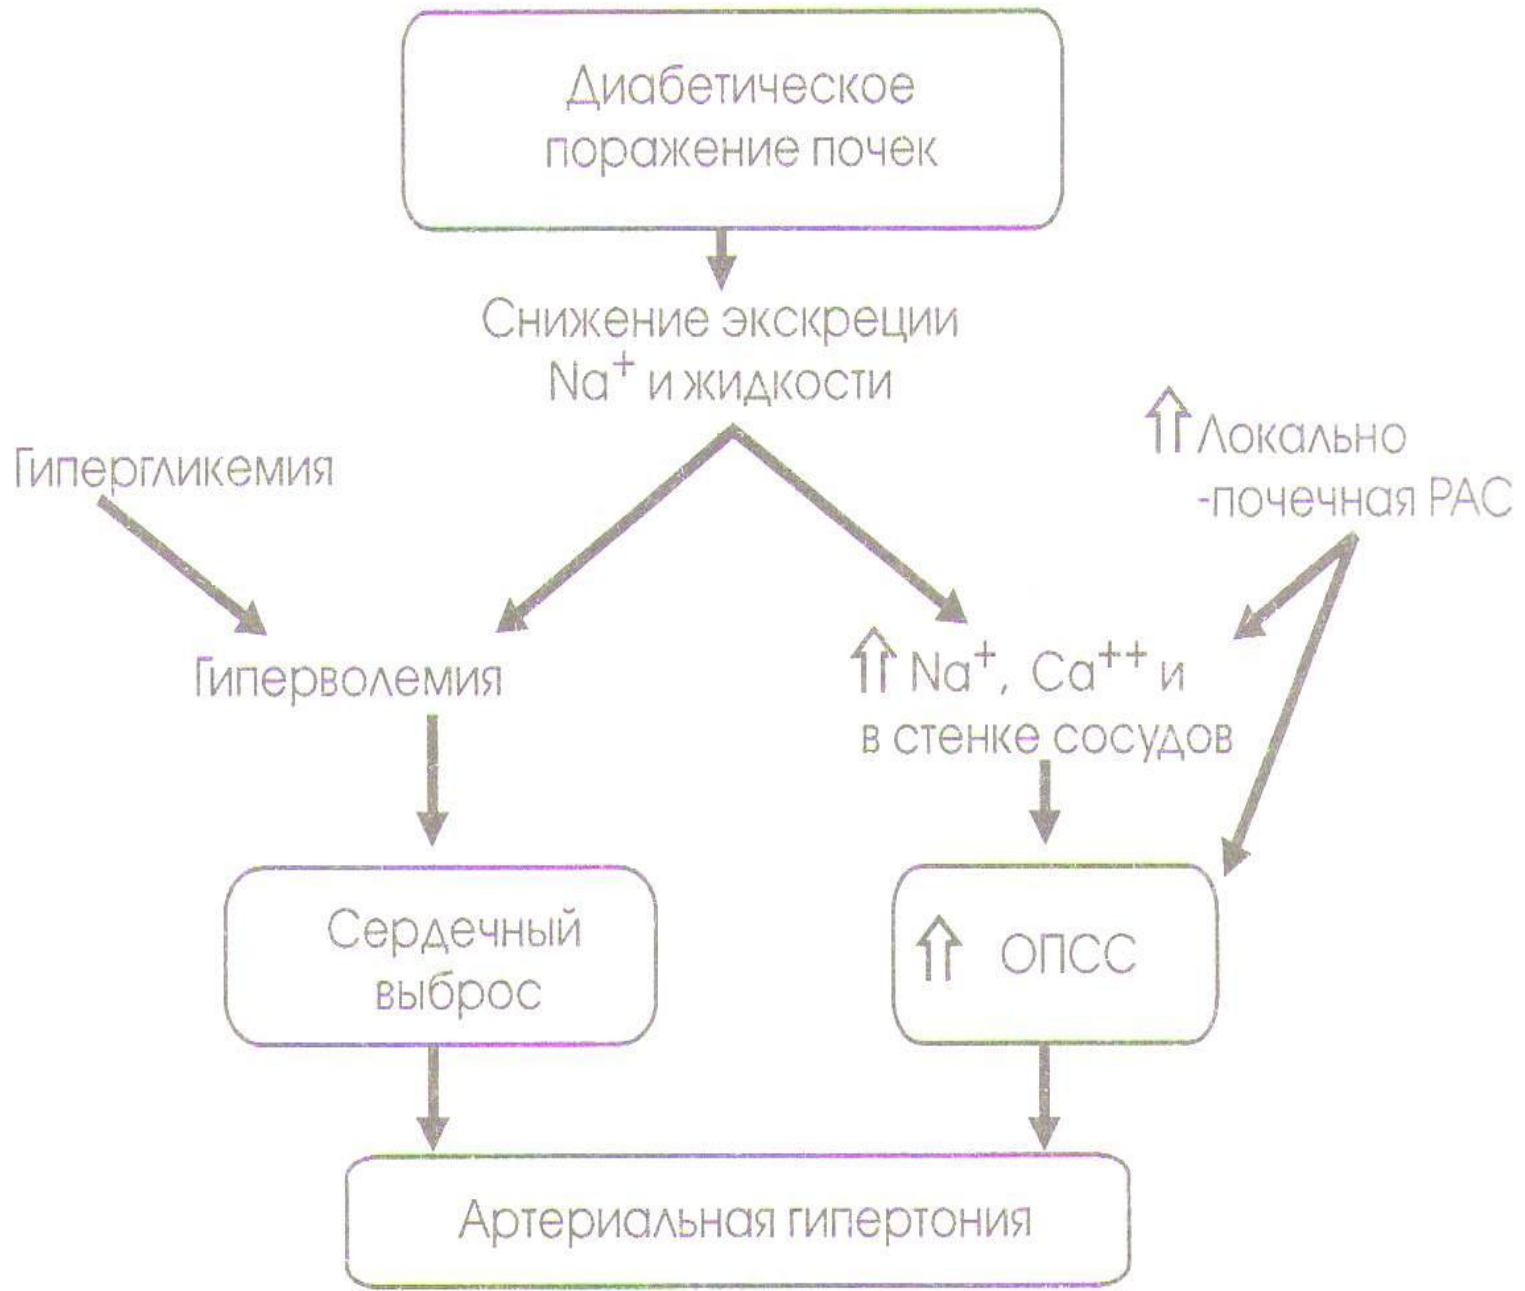 Диабетическое
поражение почек
Снижение экскреции
Na⁺ и жидкости
Гипергликемия
⇑ Локально
-почечная РАС
Гиперволемия
⇑ Na⁺, Ca⁺⁺ и
в стенке сосудов
Сердечный
выброс
⇑ ОПСС
Артериальная гипертония